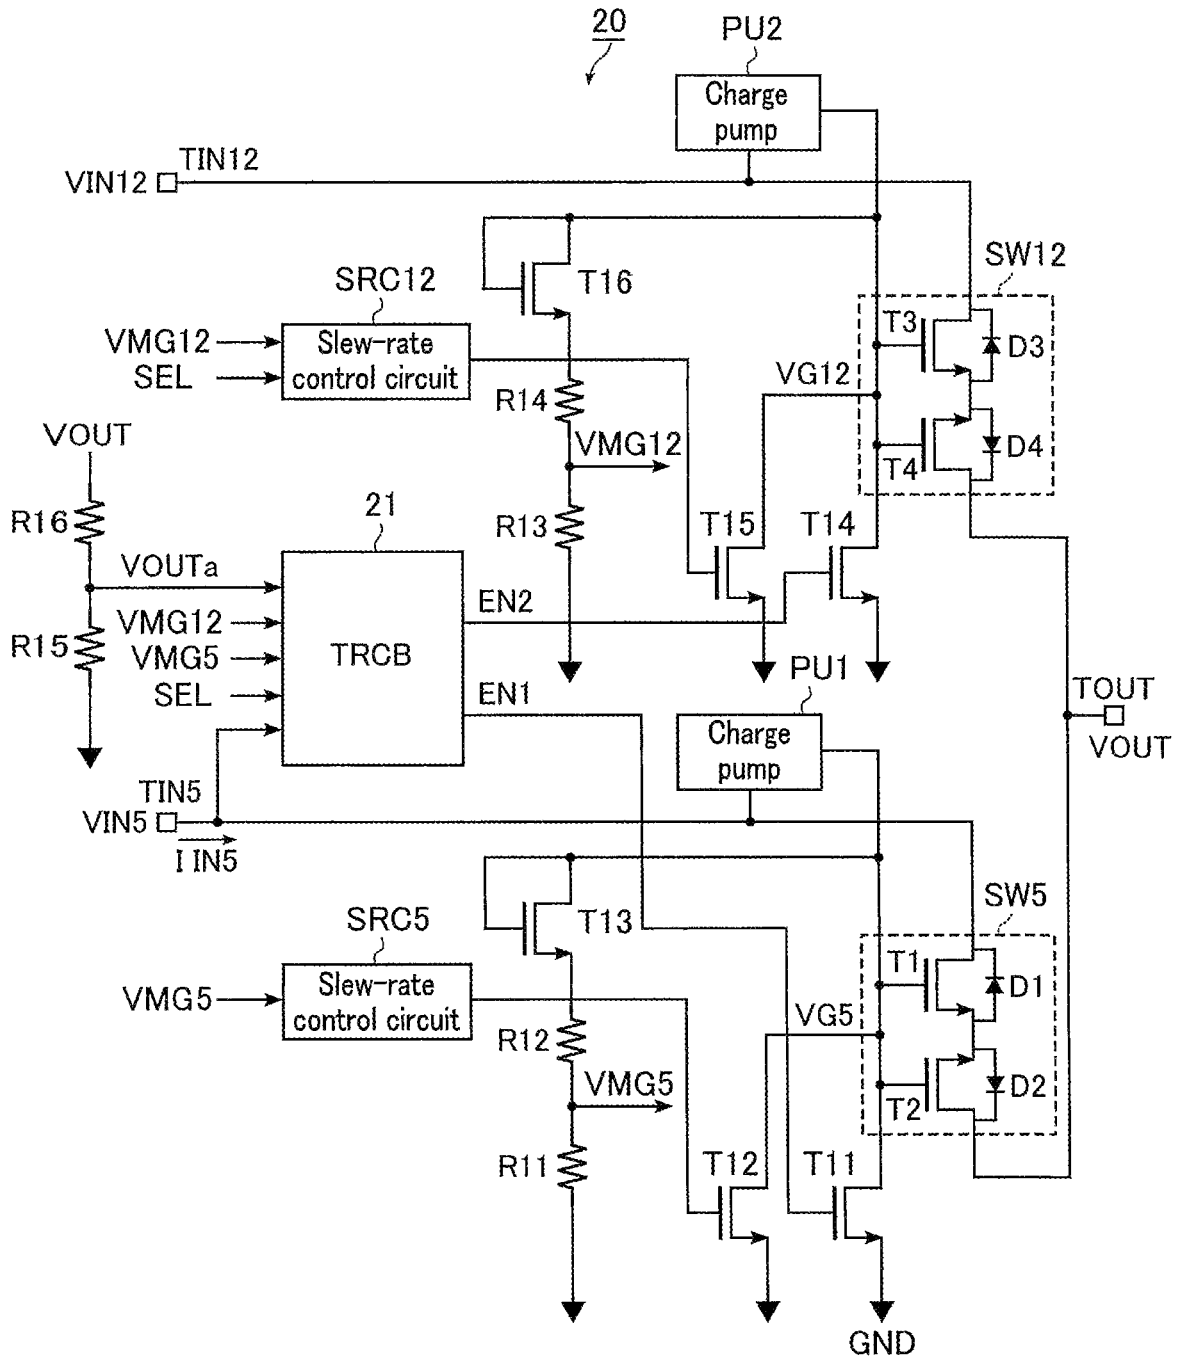 20
PU2
Charge
pump
TIN12
VIN12
SW12
SRC12
T16
T3
D3
VMG12
SEL
Slew-rate
control circuit
R14
VG12
VMG12
T4
D4
VOUT
R16
21
R13
T15
T14
VOUTa
VMG12
VMG5
SEL
R15
TRCB
EN2
EN1
PU1
Charge
pump
TOUT
VOUT
TIN5
VIN5
I IN5
SW5
SRC5
T13
T1
D1
VMG5
Slew-rate
control circuit
R12
VG5
VMG5
T2
D2
R11
T12
T11
GND